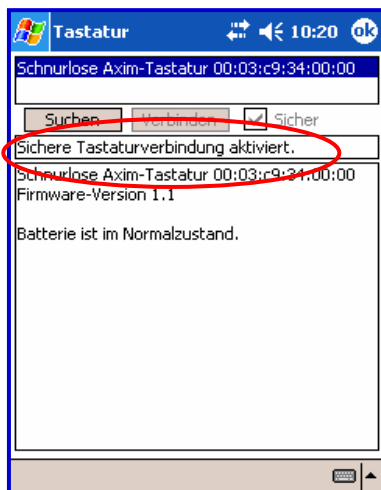 Tastatur 10:20 ok
Schnurlose Axim-Tastatur 00:03:c9:34:00:00
Suchen Verbinden Sicher
Sichere Tastaturverbindung aktiviert.
Schnurlose Axim-Tastatur 00:03:c9:34:00:00
Firmware-Version 1.1
Batterie ist im Normalzustand.